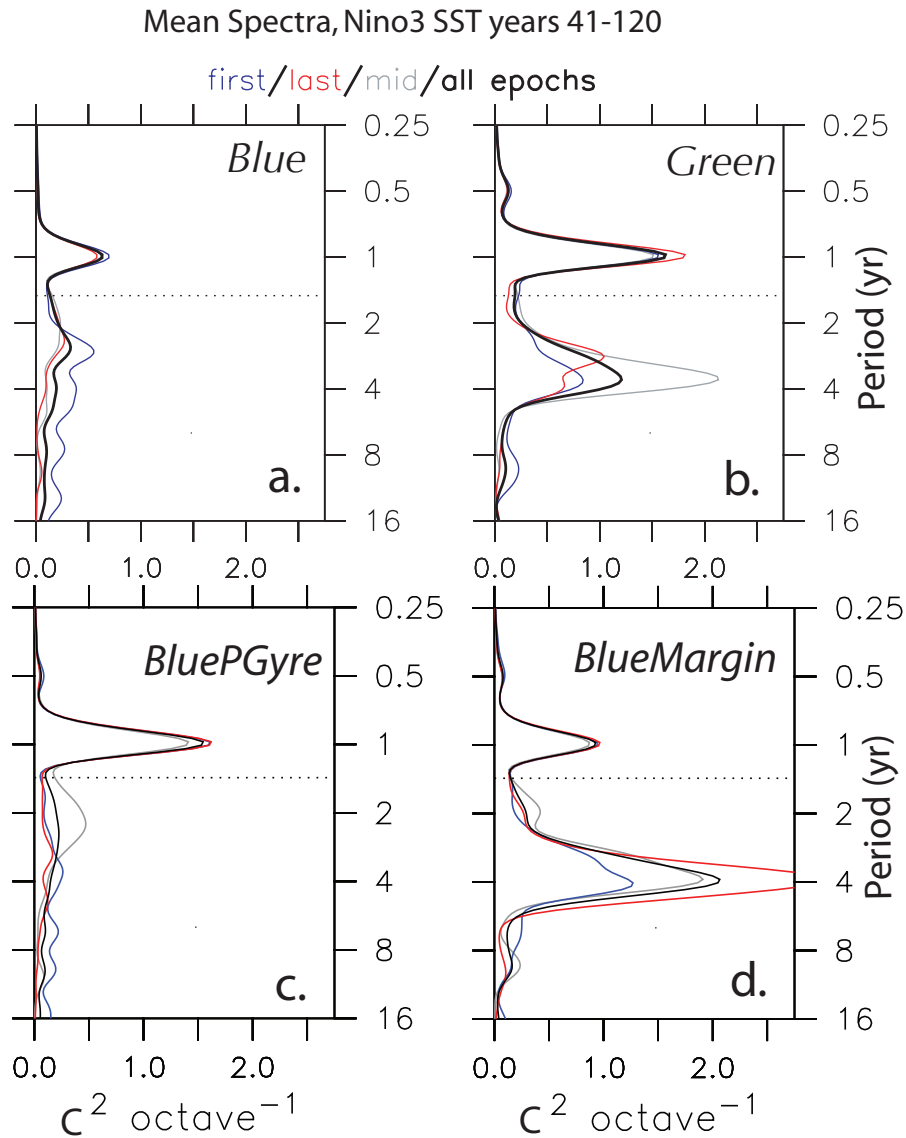 Mean Spectra, Nino3 SST years 41-120
first/last/mid/all epochs
Blue
Green
0.25
0.25
0.5
0.5
1
1
2
2
4
4
8
8
16
16
Period (yr)
a.
b.
0.0 1.0 2.0
0.0 1.0 2.0
BluePGyre
BlueMargin
0.25
0.25
0.5
0.5
1
1
2
2
4
4
8
8
16
16
Period (yr)
c.
d.
0.0 1.0 2.0
0.0 1.0 2.0
C² octave⁻¹
C² octave⁻¹